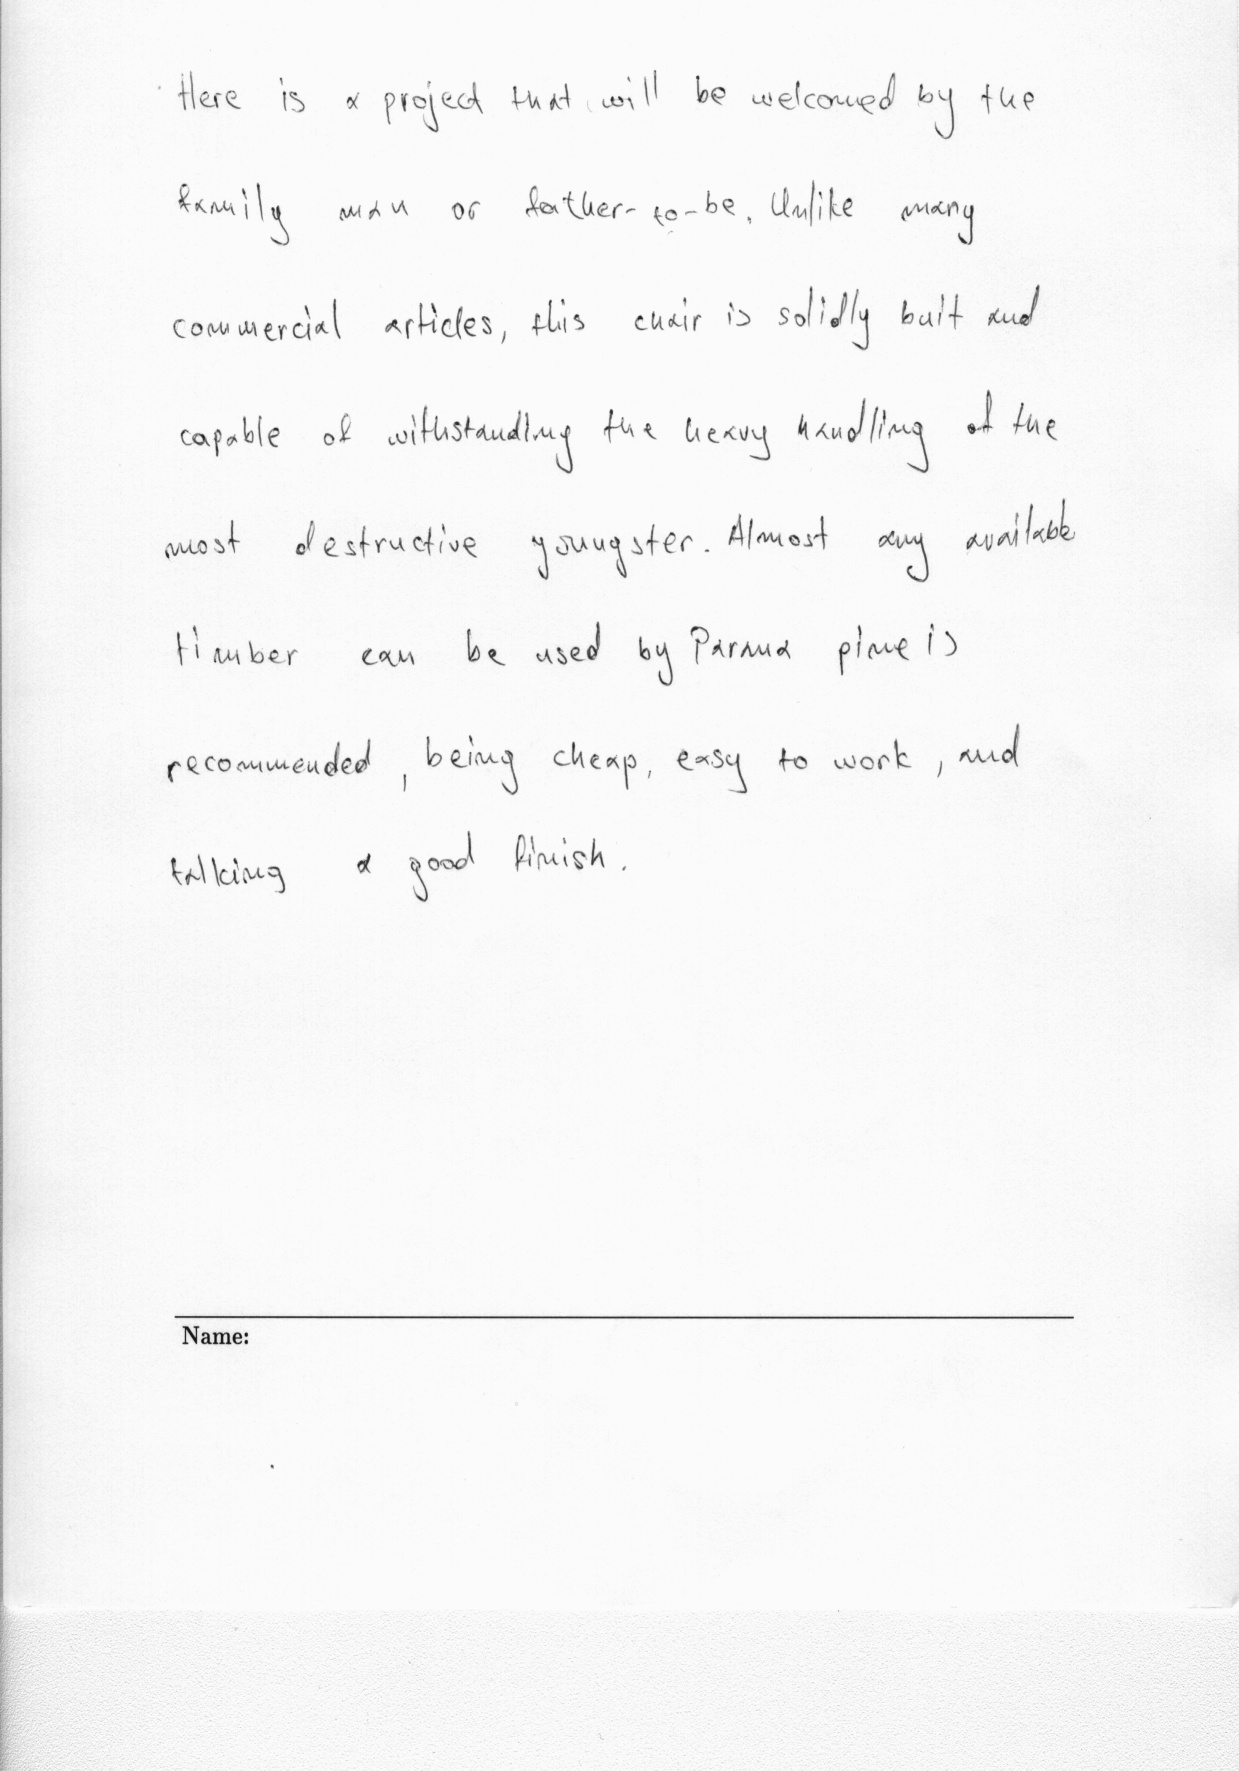 Here is a project that will be welcomed by the
family man or father-to-be. Unlike many
commercial articles, this chair is solidly buit and
capable of withstanding the heavy handling of the
most destructive youngster. Almost any available
timber can be used by Parana pine is
recommended, being cheap, easy to work, and
talking a good finish.
Name: